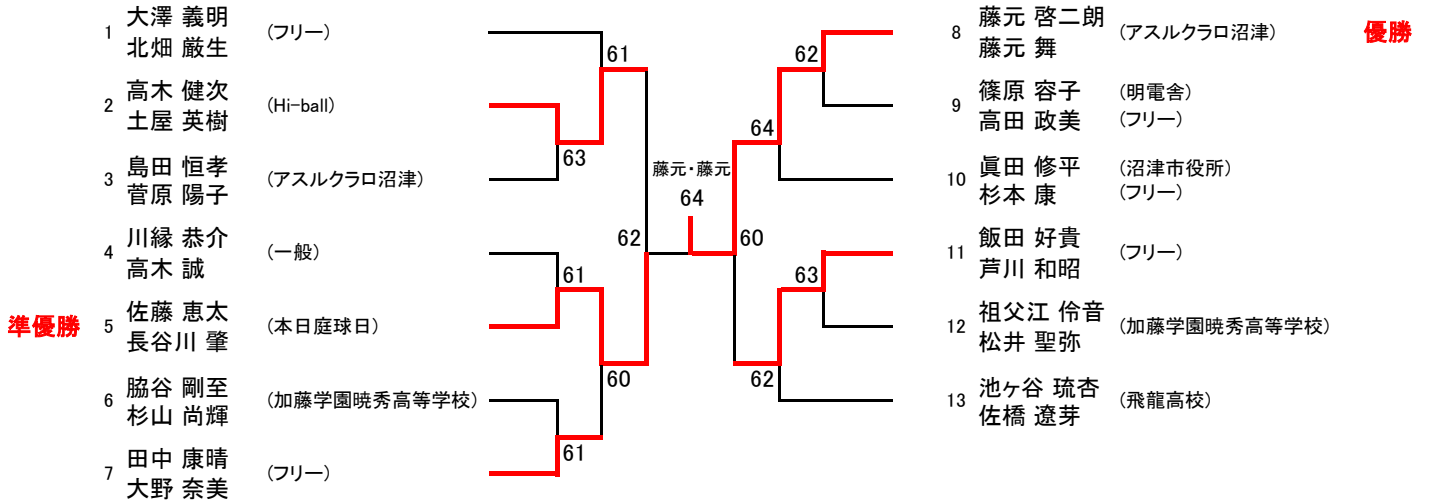 1 大澤 義明
北畑 厳生
(フリー)
2 高木 健次
土屋 英樹
(Hi-ball)
3 島田 恒孝
菅原 陽子
(アスルクラロ沼津)
4 川縁 恭介
高木 誠
(一般)
準優勝
5 佐藤 恵太
長谷川 肇
(本日庭球日)
6 脇谷 剛至
杉山 尚輝
(加藤学園暁秀高等学校)
7 田中 康晴
大野 奈美
(フリー)
61
63
61
62
60
61
藤元・藤元
64
62
64
60
63
62
8 藤元 啓二朗
藤元 舞
(アスルクラロ沼津)
優勝
9 篠原 容子 (明電舎)
高田 政美 (フリー)
10 眞田 修平 (沼津市役所)
杉本 康 (フリー)
11 飯田 好貴
芦川 和昭
(フリー)
12 祖父江 伶音
松井 聖弥
(加藤学園暁秀高等学校)
13 池ヶ谷 琉杏
佐橋 遼芽
(飛龍高校)